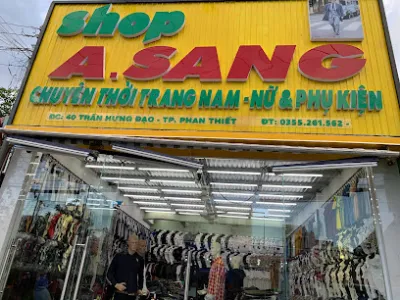 shop
A.SANG
CHUYÊN THỜI TRANG NAM - NỮ & PHỤ KIỆN
ĐC: 40 TRẦN HƯNG ĐẠO - TP. PHAN THIẾT ĐT: 0355.261.562 -